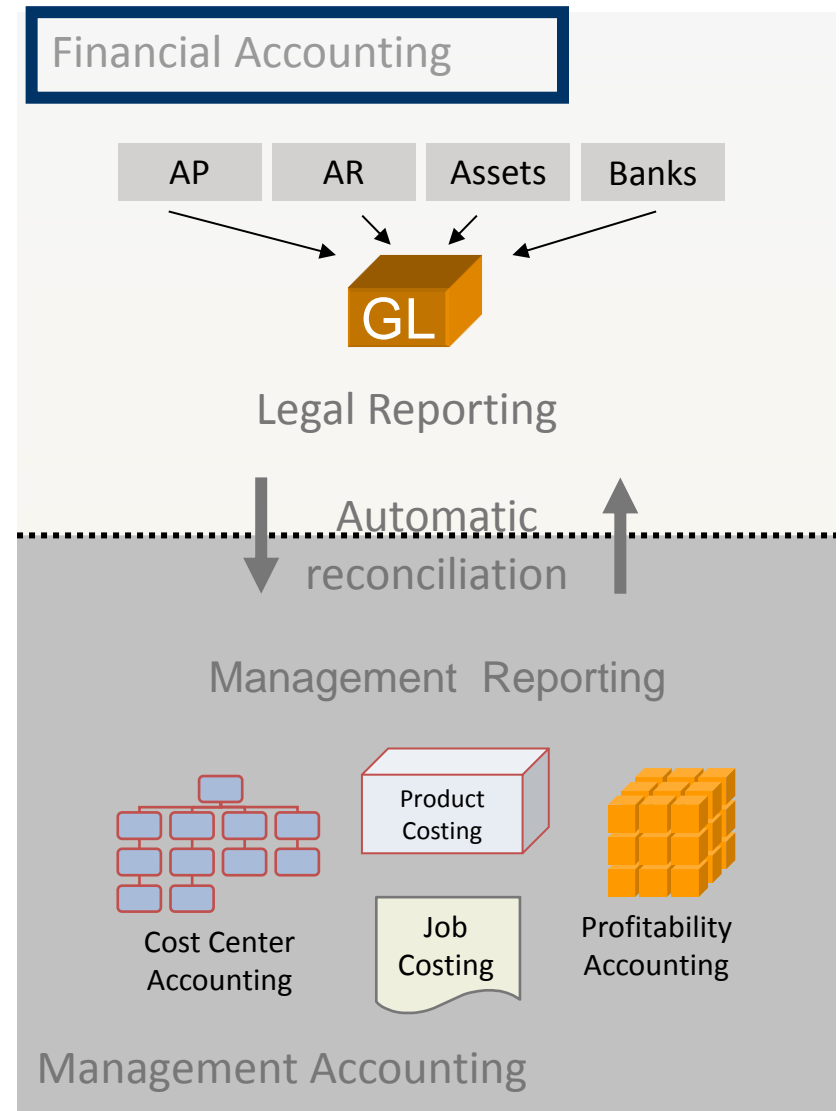 Financial Accounting
AP
AR
Assets
Banks
GL
Legal Reporting
Automatic
reconciliation
Management Reporting
Product
Costing
Cost Center
Accounting
Job
Costing
Profitability
Accounting
Management Accounting